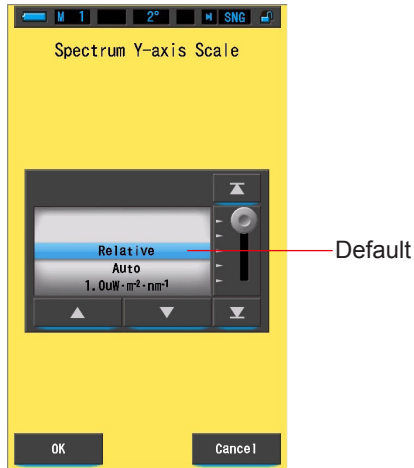 M 1 2° SNG
Spectrum Y-axis Scale
Relative
Default
Auto
1.0uW·m⁻²·nm⁻¹
OK Cancel